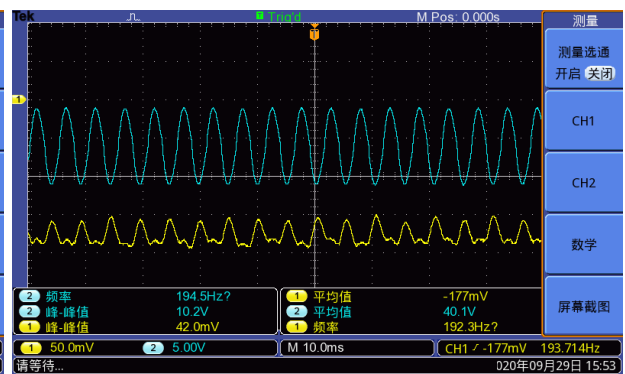 Tek Trig'd M Pos: 0.000s 测量
T
测量选通
开启 关闭
1
CH1
CH2
数学
屏幕截图
2 频率 194.5Hz? 1 平均值 -177mV
2 峰-峰值 10.2V 2 平均值 40.1V
1 峰-峰值 42.0mV 1 频率 192.3Hz?
1 50.0mV 2 5.00V M 10.0ms CH1 -177mV 193.714Hz
请等待... 020年09月29日 15:53